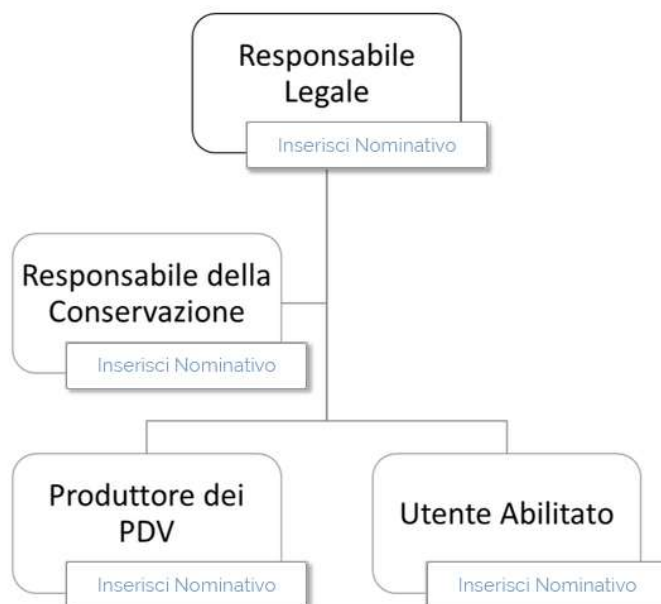 Responsabile
Legale
Inserisci Nominativo
Responsabile della
Conservazione
Inserisci Nominativo
Produttore dei
PDV
Inserisci Nominativo
Utente Abilitato
Inserisci Nominativo